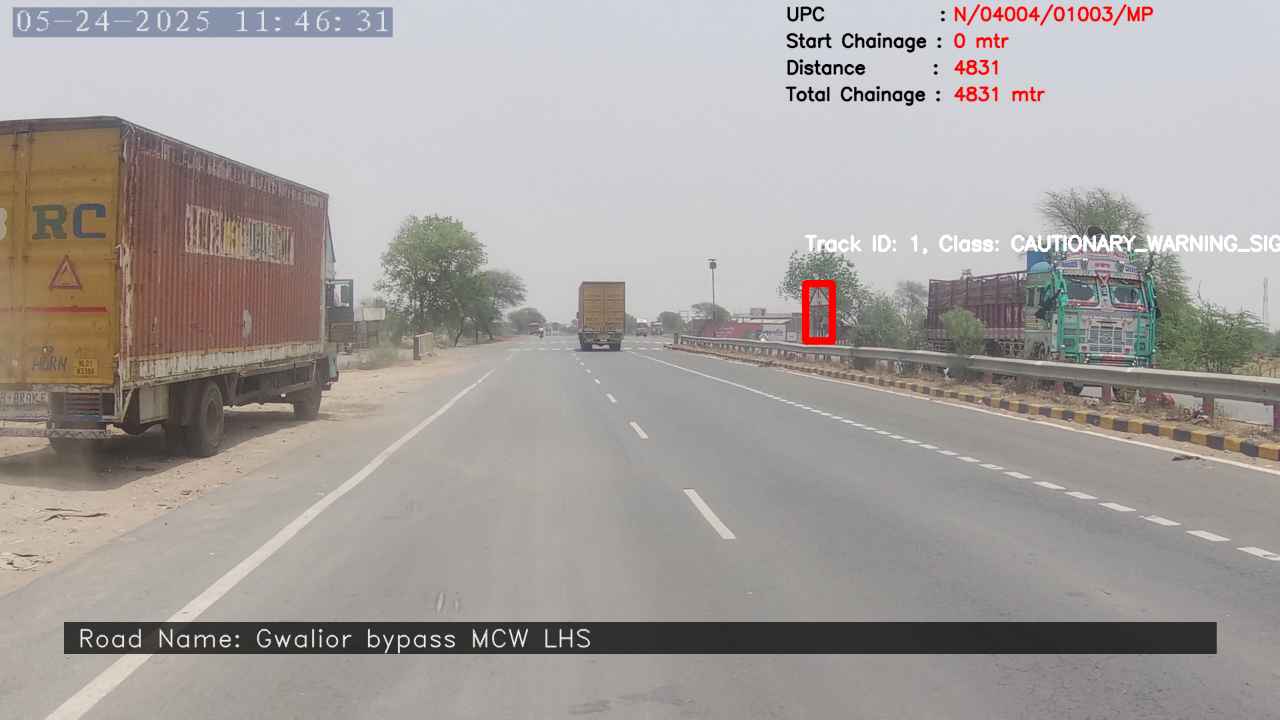 05-24-2025 11:46:31
UPC : N/04004/01003/MP
Start Chainage : 0 mtr
Distance : 4831
Total Chainage : 4831 mtr
RC
Track ID: 1, Class: CAUTIONARY_WARNING_SIG
HORN
Road Name: Gwalior bypass MCW LHS